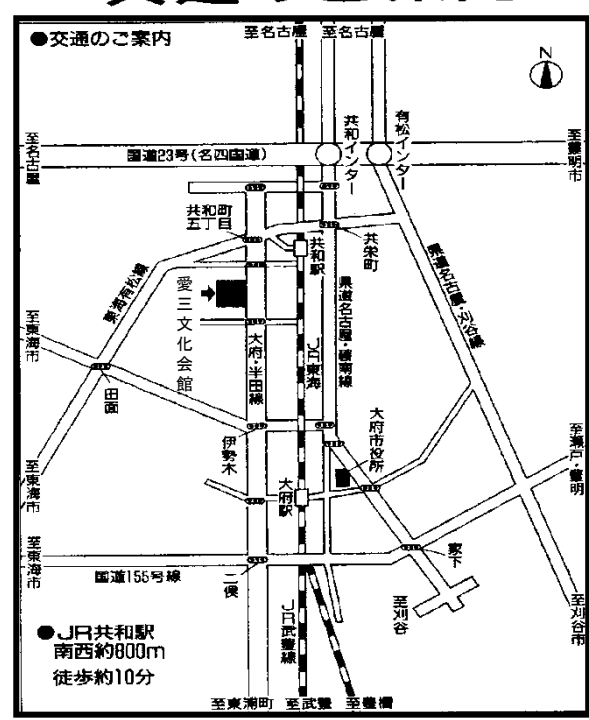 ●交通のご案内
至名古屋
至名古屋
N
至名古屋
国道23号(名四国道)
共和インター
有松インター
至豊明市
共和町
五丁目
共和駅
共栄町
東海有松線
愛三文化会館
県道名古屋・碧南線
県道名古屋・刈谷線
至東海市
大府・半田線
JR東海
田面
伊勢木
大府市役所
至瀬戸・豊明
至東海市
大府駅
至東海市
国道155号線
二俣
家下
至刈谷
至刈谷市
JR武豊線
●JR共和駅
南西約800m
徒歩約10分
至東浦町
至武豊
至豊橋